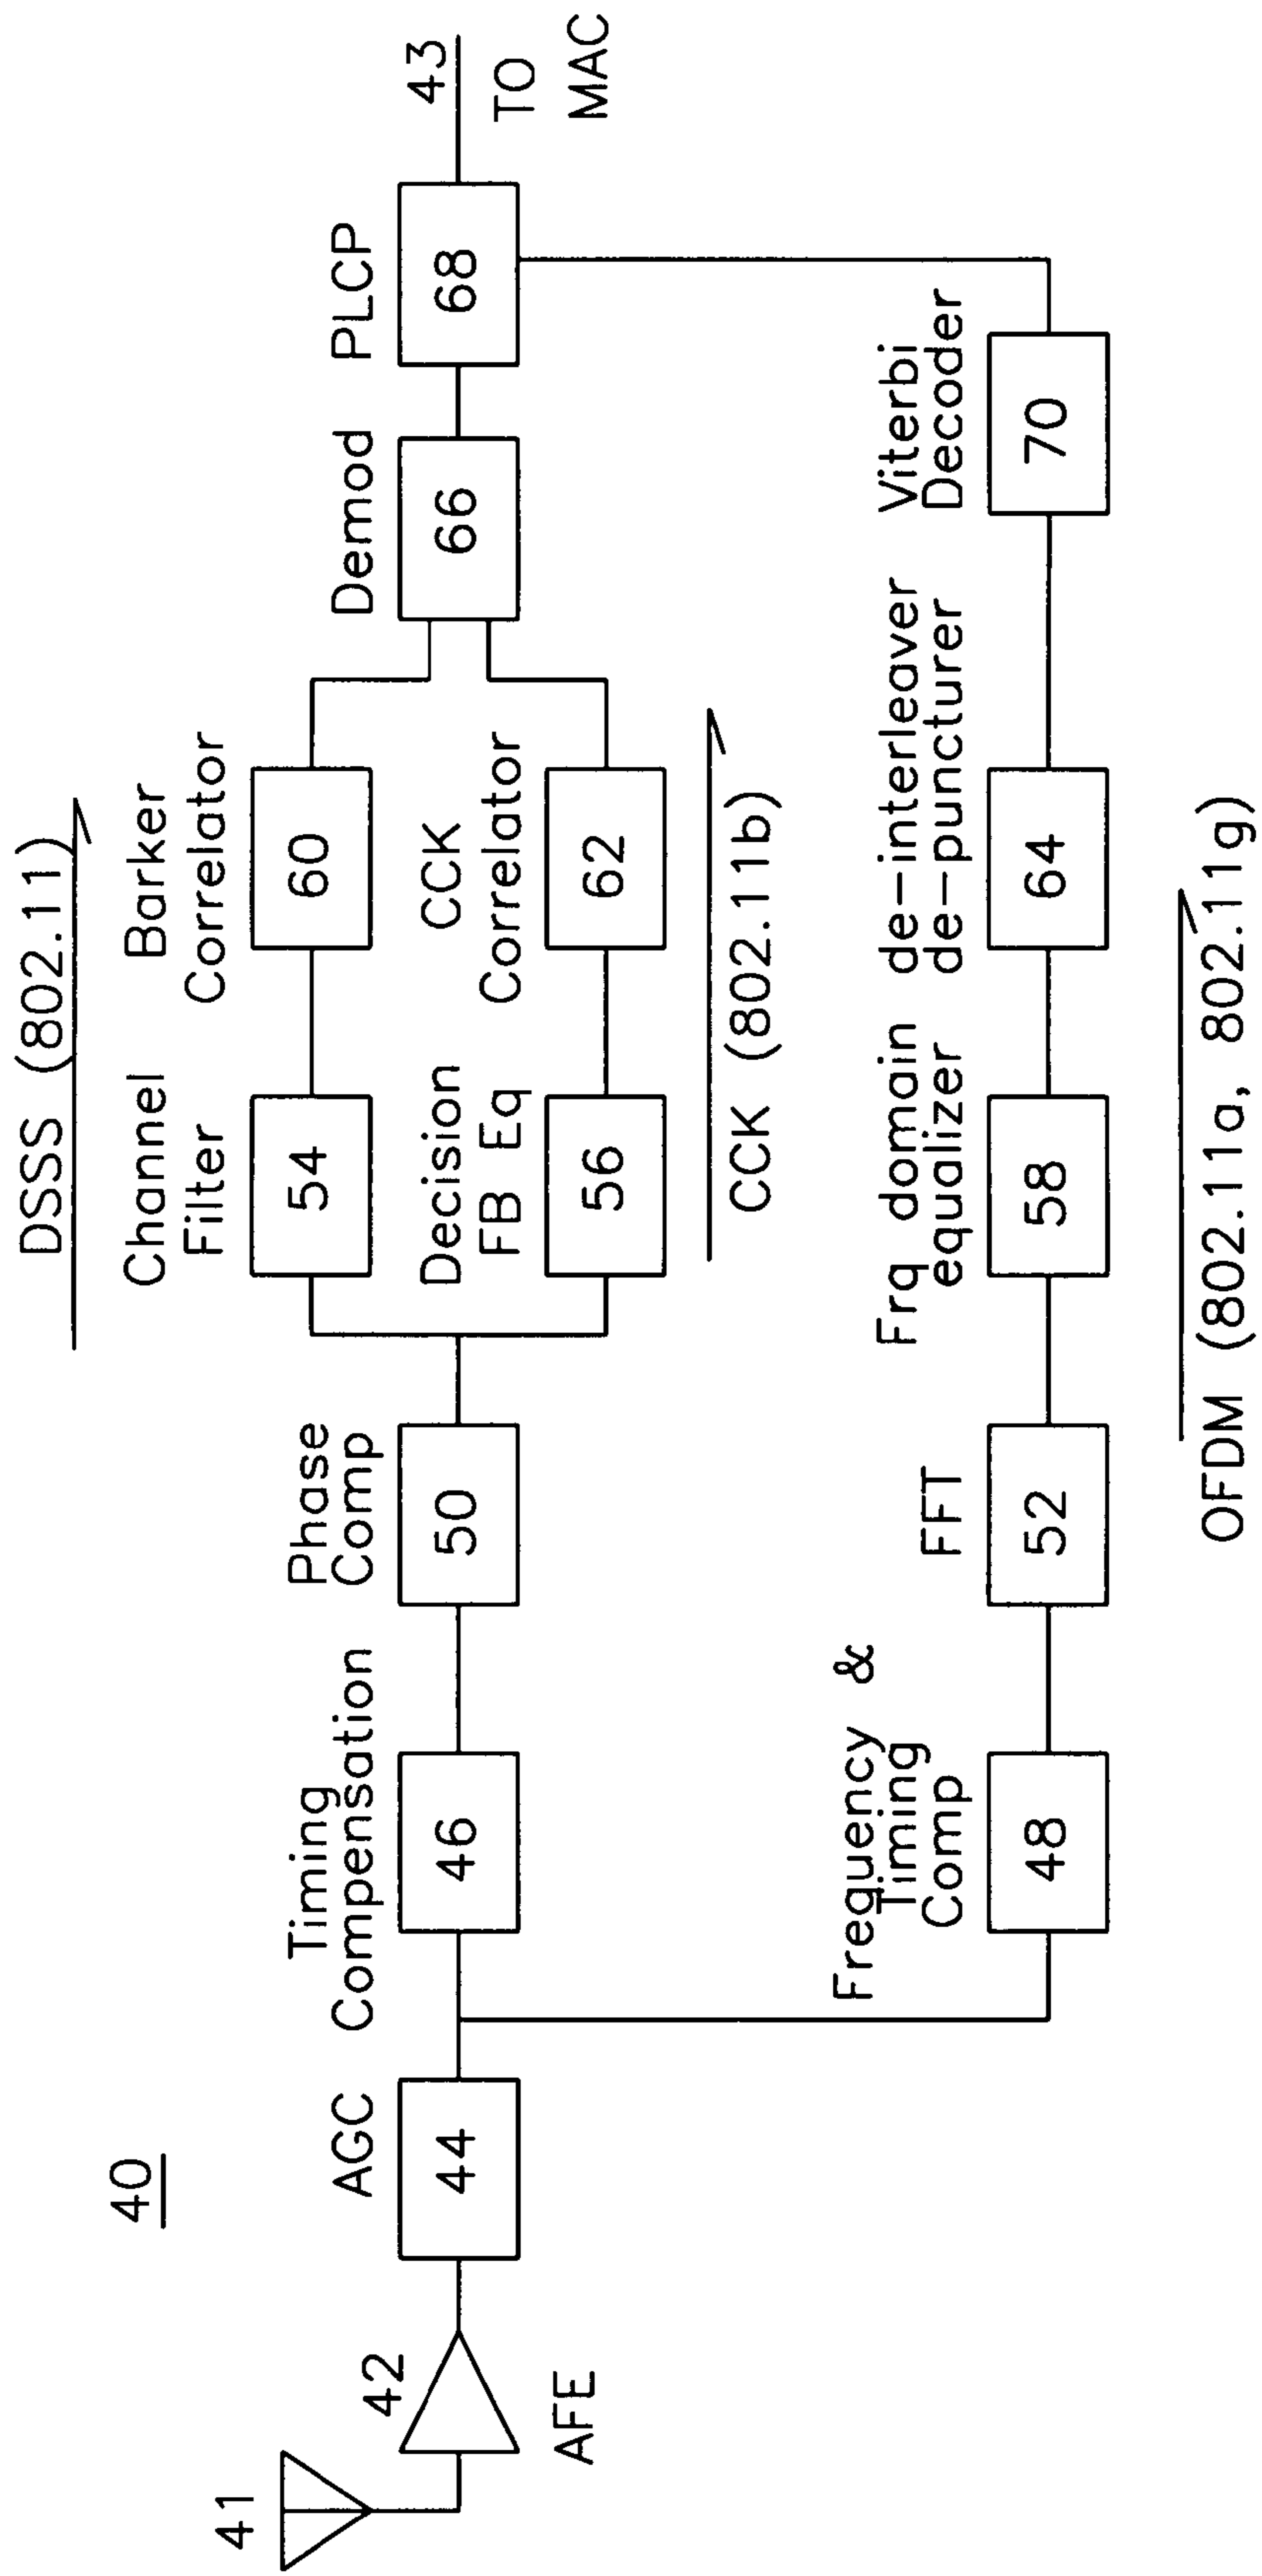 40
DSSS (802.11)
41
42
AFE
AGC
44
Timing
Compensation
46
Phase
Comp
50
Channel
Filter
54
Barker
Correlator
60
Decision
FB Eq
56
CCK
Correlator
62
CCK (802.11b)
Demod
66
PLCP
68
43
TO
MAC
Frequency &
Timing
Comp
48
FFT
52
Frq domain
equalizer
58
de-interleaver
de-puncturer
64
Viterbi
Decoder
70
OFDM (802.11a, 802.11g)